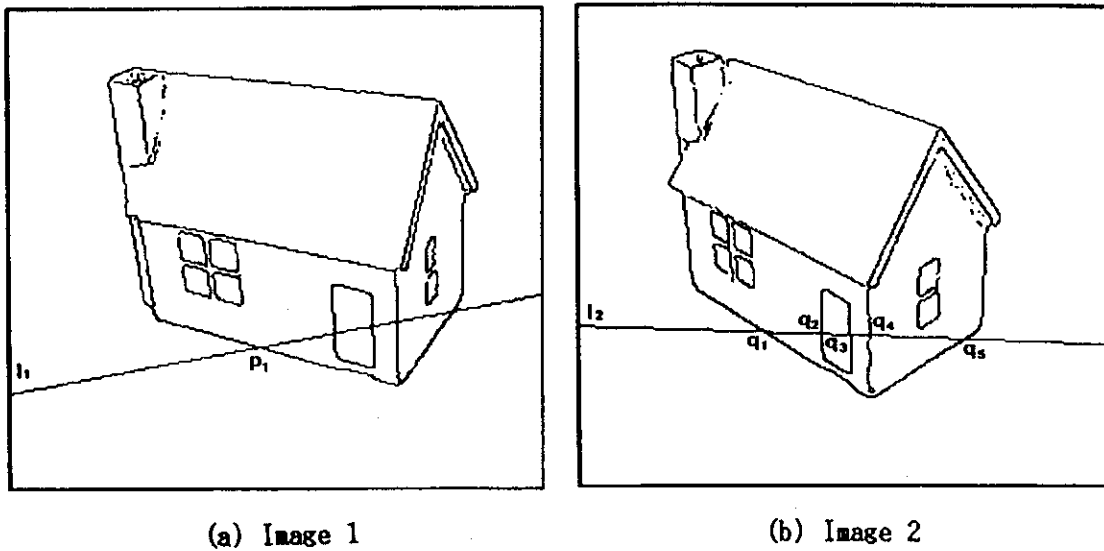 l₁
p₁
l₂
q₁
q₂
q₃
q₄
q₅
(a) Image 1
(b) Image 2